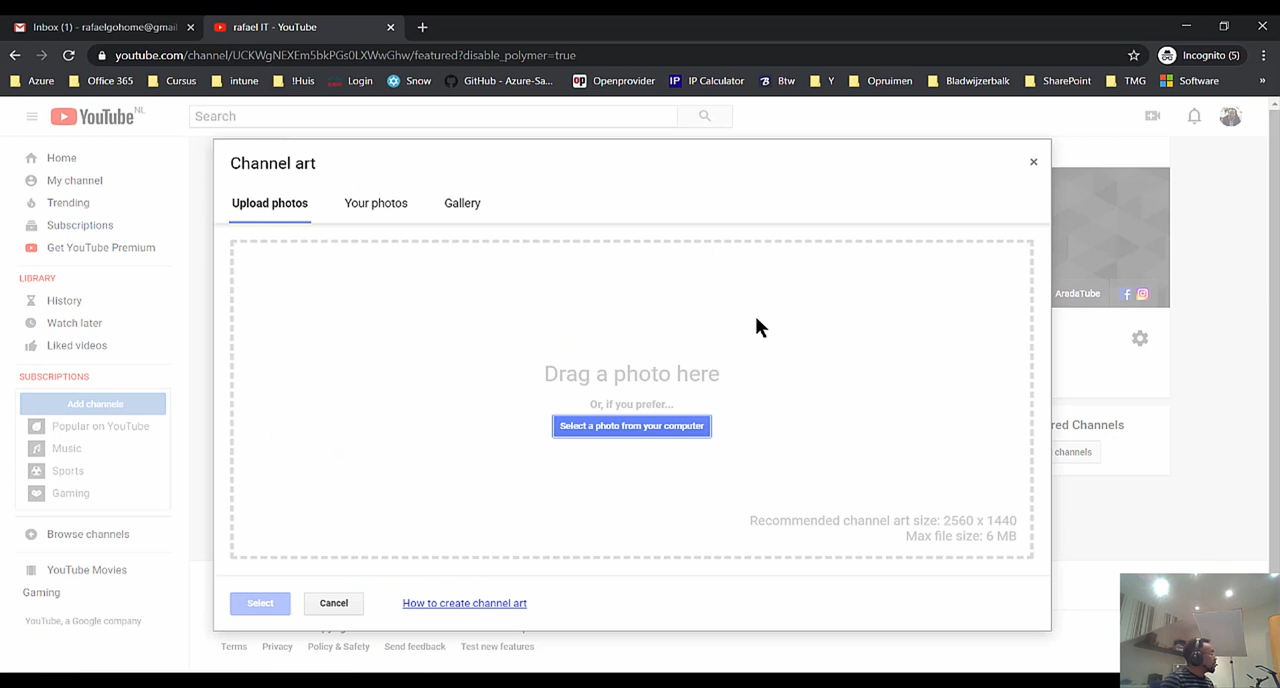 Inbox (1) - rafaelgohome@gmail
rafael IT - YouTube
youtube.com/channel/UCKWgNEXEm5bkPGs0LXWwGhw/featured?disable_polymer=true
Incognito (5)
Azure
Office 365
Cursus
intune
!Huis
Login
Snow
GitHub - Azure-Sa...
Openprovider
IP Calculator
Btw
Y
Opruimen
Bladwijzerbalk
SharePoint
TMG
Software
YouTube NL
Search
Home
My channel
Trending
Subscriptions
Get YouTube Premium
LIBRARY
History
Watch later
Liked videos
SUBSCRIPTIONS
Add channels
Popular on YouTube
Music
Sports
Gaming
Browse channels
YouTube Movies
Gaming
YouTube, a Google company
Channel art
Upload photos
Your photos
Gallery
Drag a photo here
Or, if you prefer...
Select a photo from your computer
Recommended channel art size: 2560 x 1440
Max file size: 6 MB
Select
Cancel
How to create channel art
AradaTube
red Channels
channels
Terms
Privacy
Policy & Safety
Send feedback
Test new features